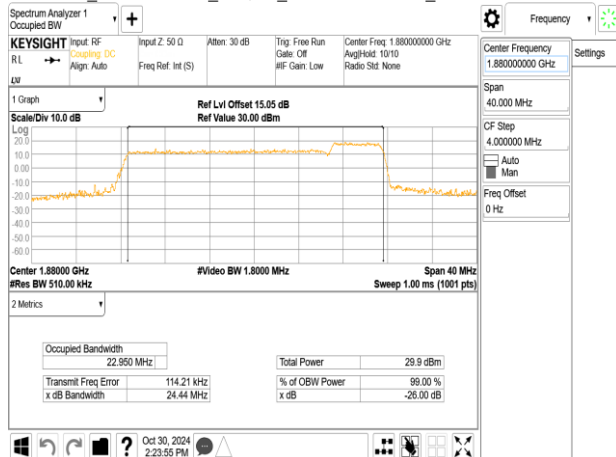 Spectrum Analyzer 1
Occupied BW
Frequency
KEYSIGHT Input: RF Input Z: 50 Ω Atten: 30 dB Trig: Free Run Center Freq: 1.880000000 GHz
Coupling: DC Gate: Off Avg|Hold: 10/10
RL Align: Auto Freq Ref: Int (S) #IF Gain: Low Radio Std: None
LXI
Center Frequency
1.880000000 GHz
Settings
Span
40.000 MHz
CF Step
4.000000 MHz
Auto
Man
Freq Offset
0 Hz
1 Graph
Ref Lvl Offset 15.05 dB
Scale/Div 10.0 dB Ref Value 30.00 dBm
Log
20.0
10.0
0.00
-10.0
-20.0
-30.0
-40.0
-50.0
-60.0
Center 1.88000 GHz #Video BW 1.8000 MHz Span 40 MHz
#Res BW 510.00 kHz Sweep 1.00 ms (1001 pts)
2 Metrics
Occupied Bandwidth
22.950 MHz Total Power 29.9 dBm
Transmit Freq Error 114.21 kHz % of OBW Power 99.00 %
x dB Bandwidth 24.44 MHz x dB -26.00 dB
? Oct 30, 2024
2:23:55 PM